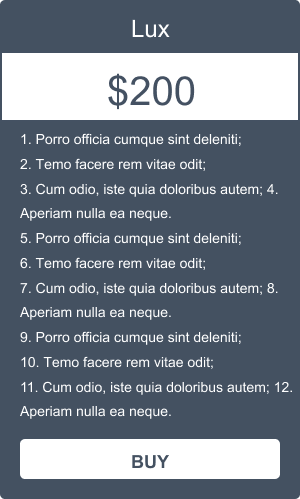 Lux
$200
1. Porro officia cumque sint deleniti;
2. Temo facere rem vitae odit;
3. Cum odio, iste quia doloribus autem; 4.
Aperiam nulla ea neque.
5. Porro officia cumque sint deleniti;
6. Temo facere rem vitae odit;
7. Cum odio, iste quia doloribus autem; 8.
Aperiam nulla ea neque.
9. Porro officia cumque sint deleniti;
10. Temo facere rem vitae odit;
11. Cum odio, iste quia doloribus autem; 12.
Aperiam nulla ea neque.
BUY